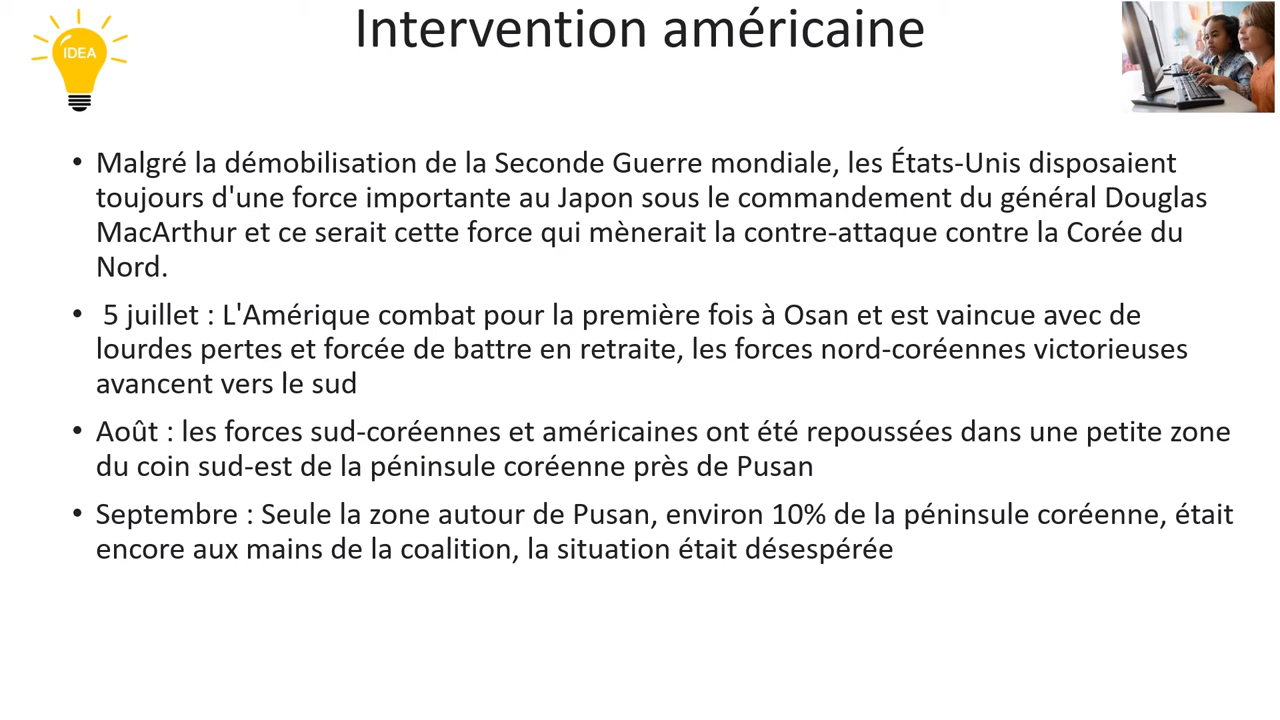 Intervention américaine
IDEA
• Malgré la démobilisation de la Seconde Guerre mondiale, les États-Unis disposaient
toujours d'une force importante au Japon sous le commandement du général Douglas
MacArthur et ce serait cette force qui mènerait la contre-attaque contre la Corée du
Nord.
• 5 juillet : L'Amérique combat pour la première fois à Osan et est vaincue avec de
lourdes pertes et forcée de battre en retraite, les forces nord-coréennes victorieuses
avancent vers le sud
• Août : les forces sud-coréennes et américaines ont été repoussées dans une petite zone
du coin sud-est de la péninsule coréenne près de Pusan
• Septembre : Seule la zone autour de Pusan, environ 10% de la péninsule coréenne, était
encore aux mains de la coalition, la situation était désespérée